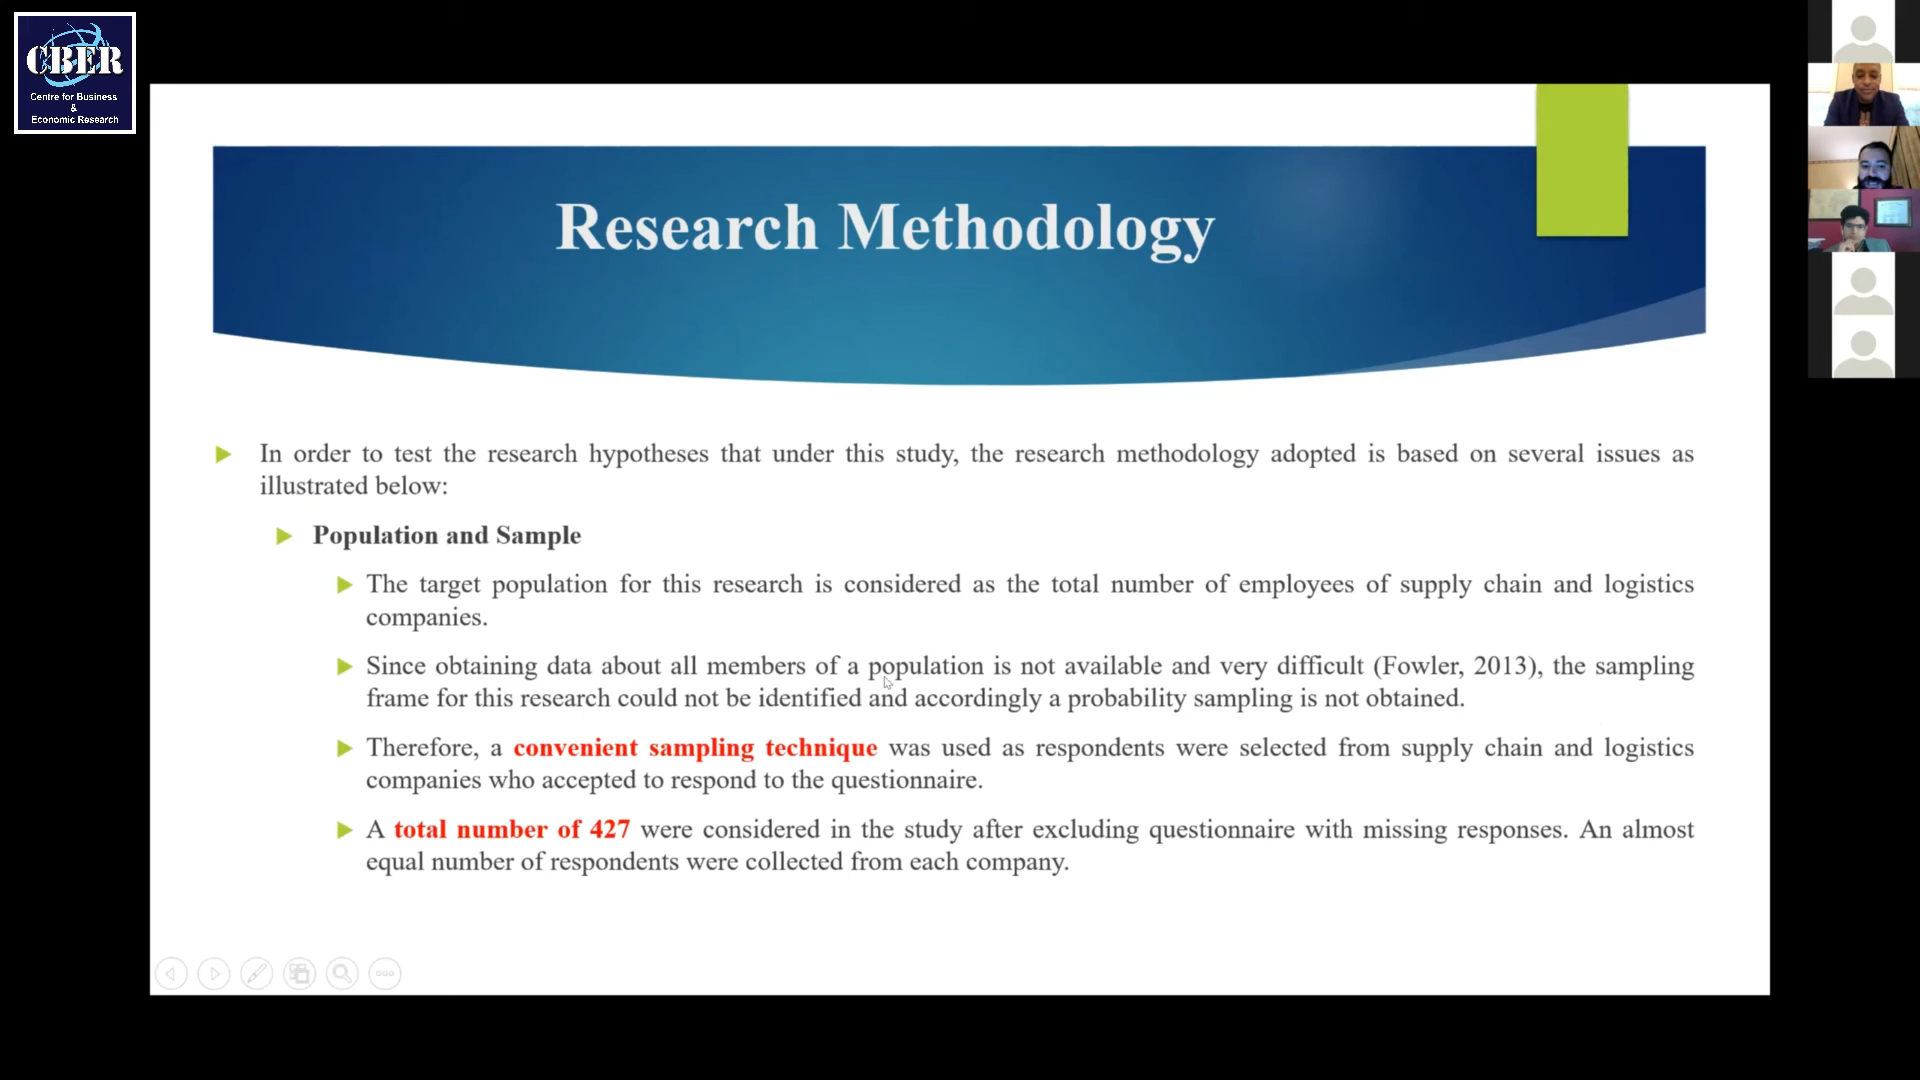 CBER
Centre for Business
&
Economic Research
Research Methodology
In order to test the research hypotheses that under this study, the research methodology adopted is based on several issues as
illustrated below:
Population and Sample
The target population for this research is considered as the total number of employees of supply chain and logistics
companies.
Since obtaining data about all members of a population is not available and very difficult (Fowler, 2013), the sampling
frame for this research could not be identified and accordingly a probability sampling is not obtained.
Therefore, a convenient sampling technique was used as respondents were selected from supply chain and logistics
companies who accepted to respond to the questionnaire.
A total number of 427 were considered in the study after excluding questionnaire with missing responses. An almost
equal number of respondents were collected from each company.